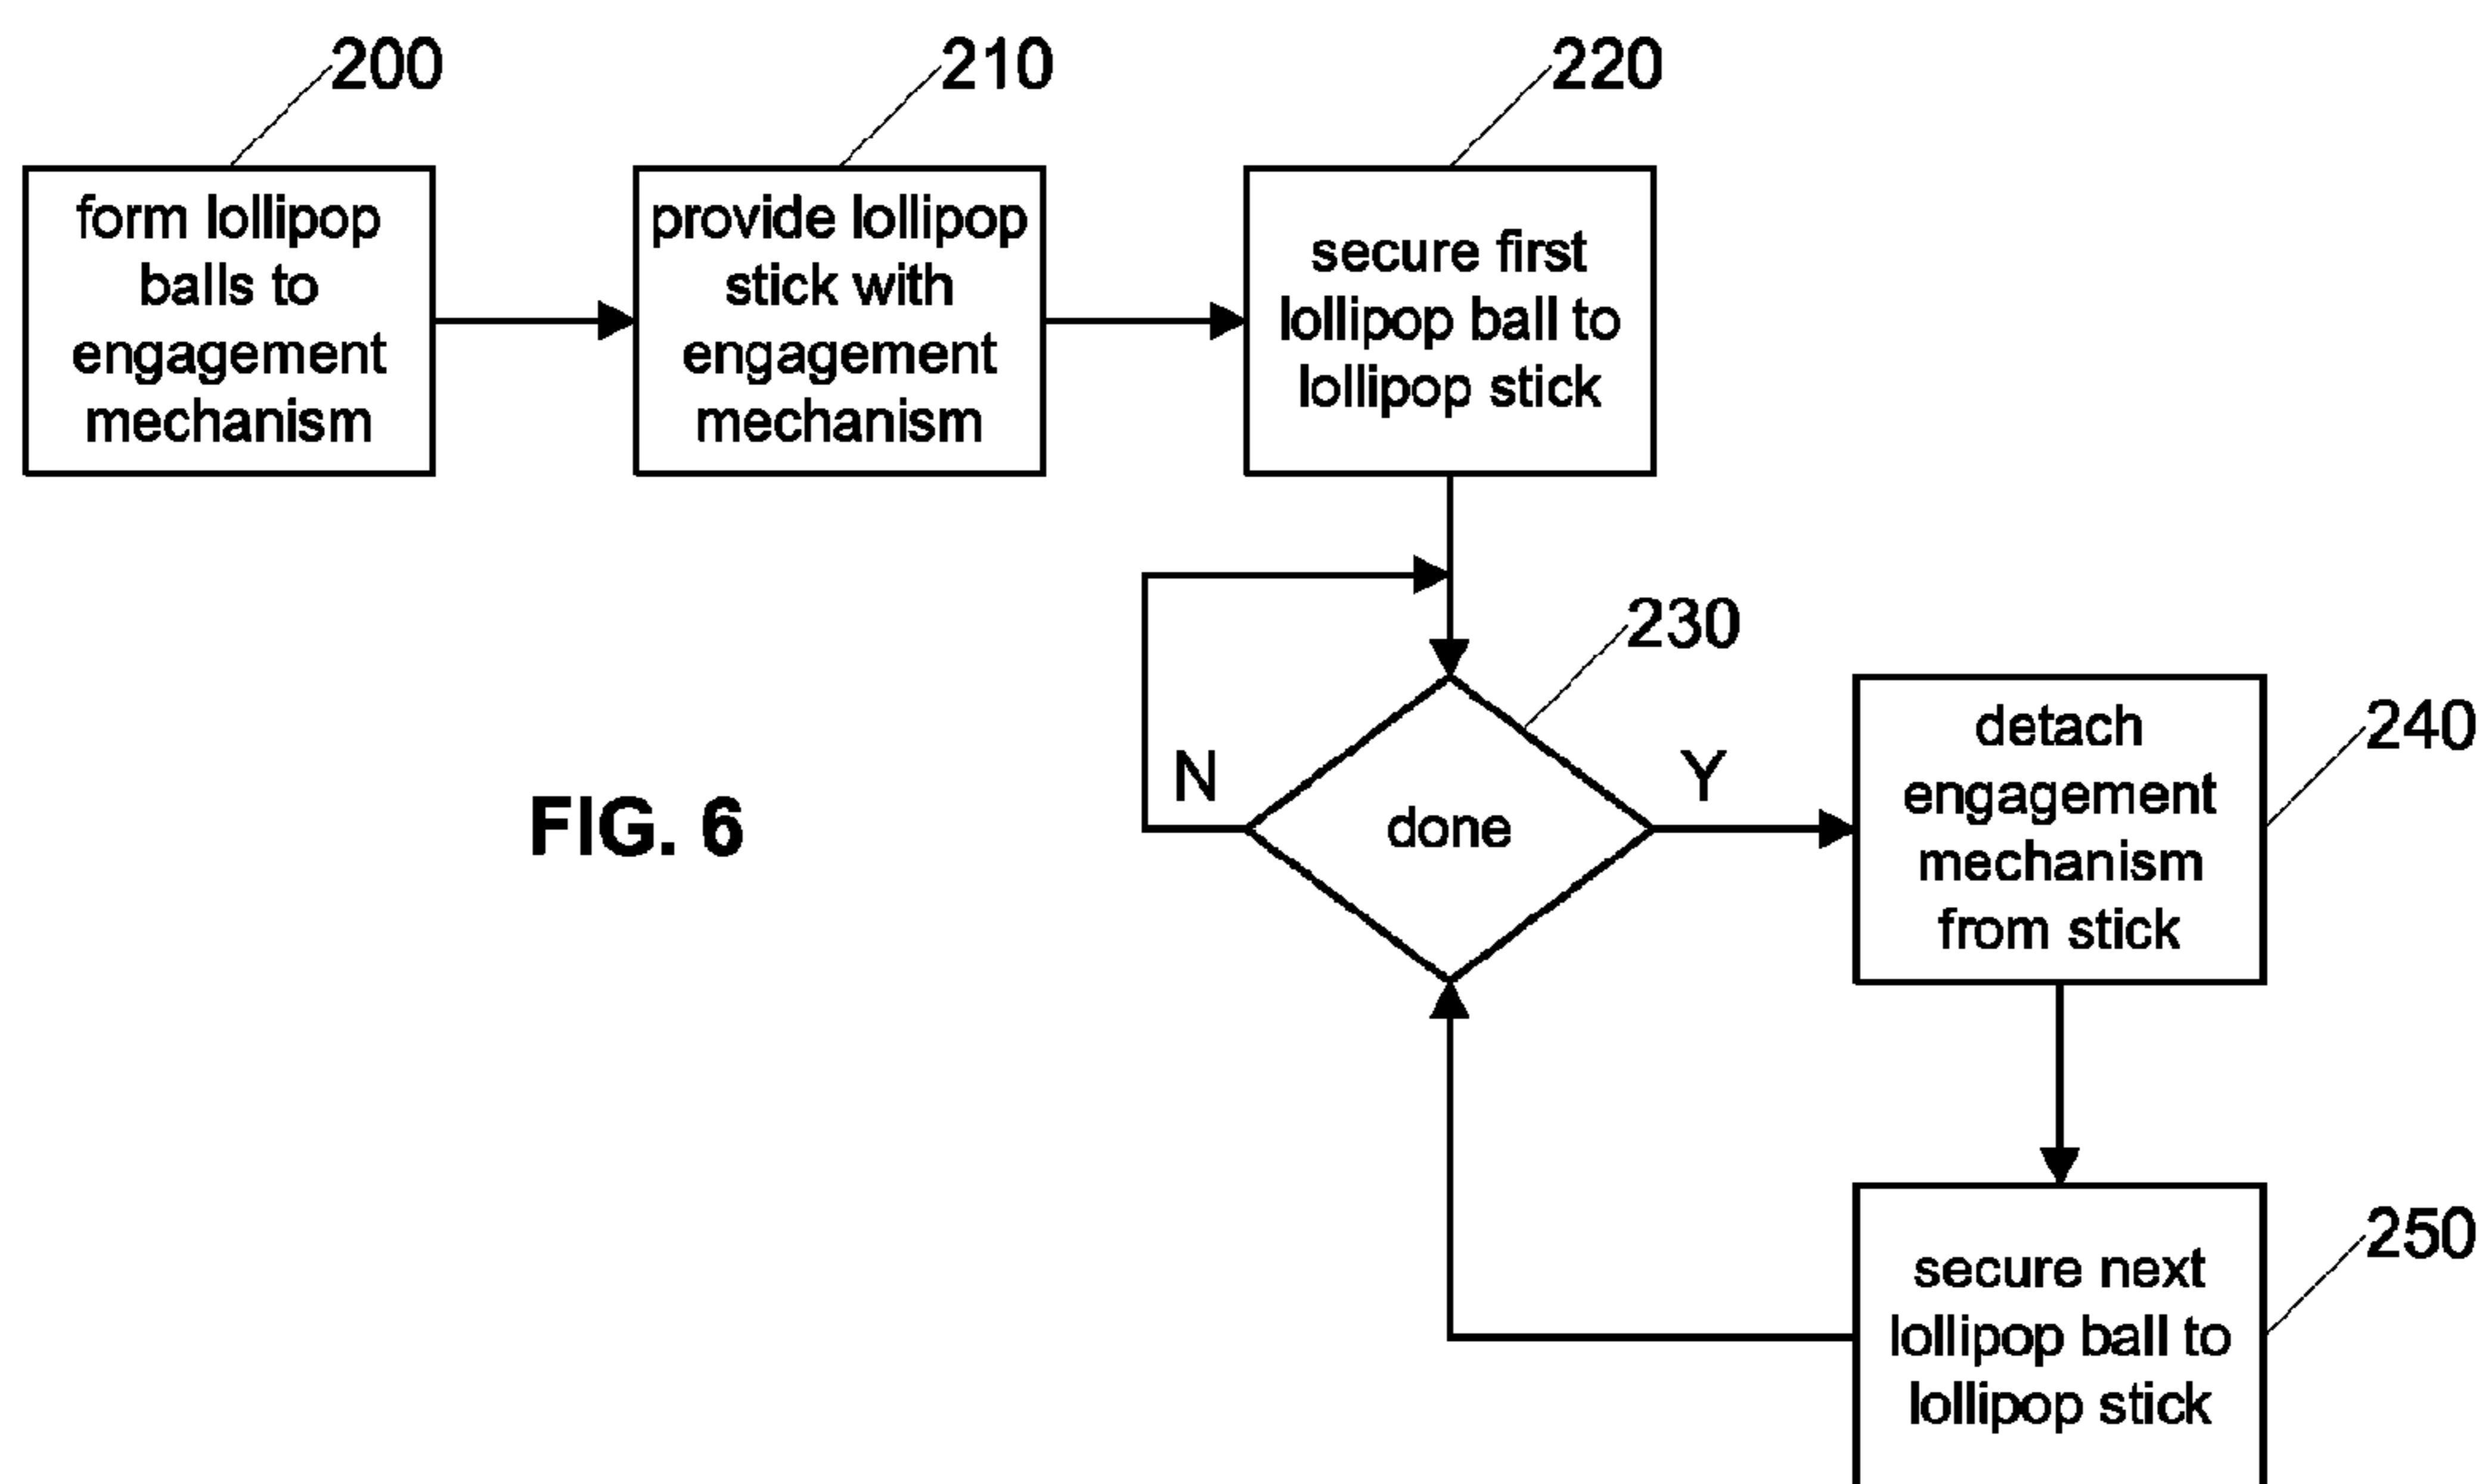 200
form lollipop
balls to
engagement
mechanism
210
provide lollipop
stick with
engagement
mechanism
220
secure first
lollipop ball to
lollipop stick
230
N
done
Y
240
detach
engagement
mechanism
from stick
FIG. 6
250
secure next
lollipop ball to
lollipop stick